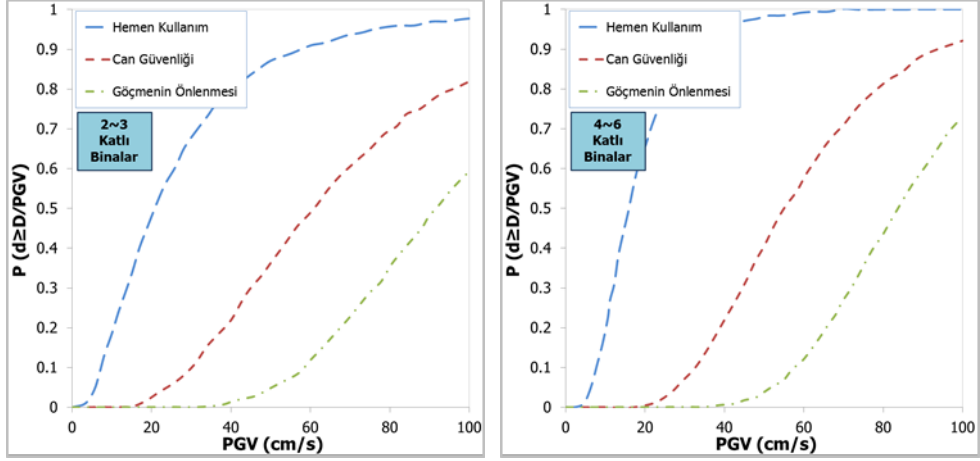 Hemen Kullanım
Can Güvenliği
Göçmenin Önlenmesi
2~3
Katlı
Binalar
P (d≥D/PGV)
1
0.9
0.8
0.7
0.6
0.5
0.4
0.3
0.2
0.1
0
0
20
40
60
80
100
PGV (cm/s)
Hemen Kullanım
Can Güvenliği
Göçmenin Önlenmesi
4~6
Katlı
Binalar
P (d≥D/PGV)
1
0.9
0.8
0.7
0.6
0.5
0.4
0.3
0.2
0.1
0
0
20
40
60
80
100
PGV (cm/s)